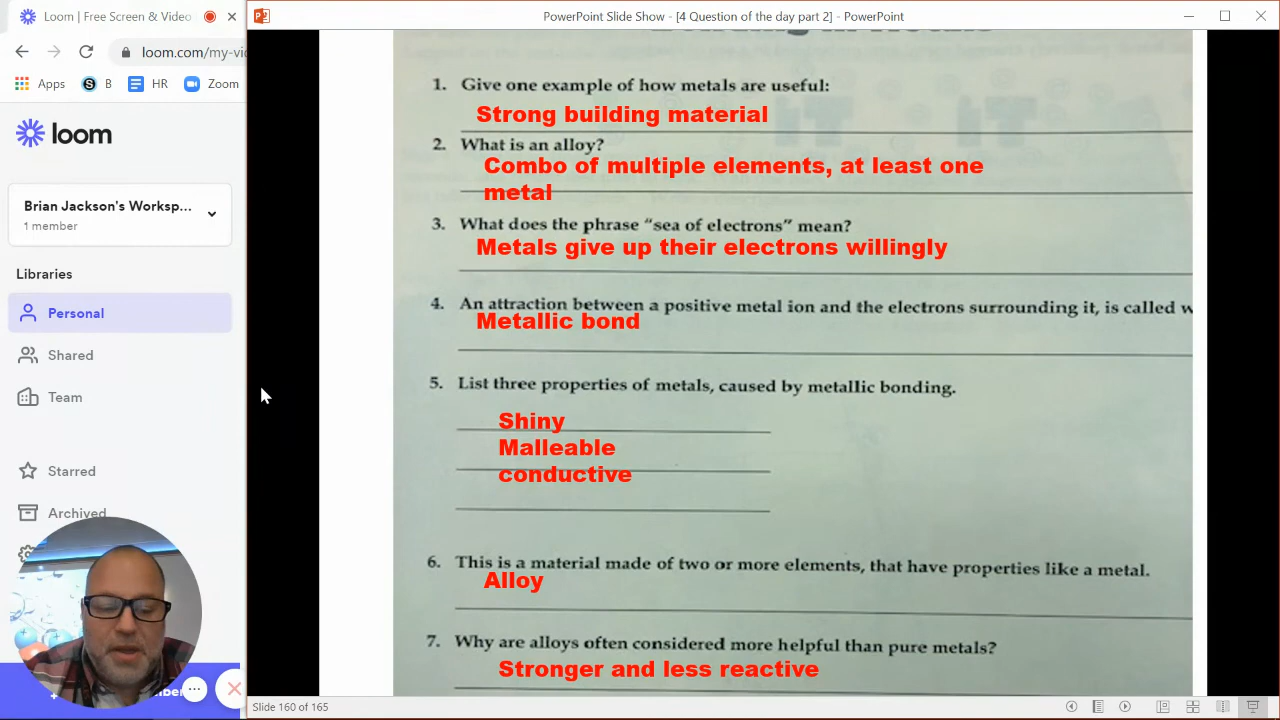 Loom | Free Screen & Video
PowerPoint Slide Show - [4 Question of the day part 2] - PowerPoint
loom.com/my-vi
Apps
B
HR
Zoom
loom
Brian Jackson's Worksp...
1 member
Libraries
Personal
Shared
Team
Starred
Archived
1. Give one example of how metals are useful:
Strong building material
2. What is an alloy?
Combo of multiple elements, at least one
metal
3. What does the phrase “sea of electrons” mean?
Metals give up their electrons willingly
4. An attraction between a positive metal ion and the electrons surrounding it, is called w
Metallic bond
5. List three properties of metals, caused by metallic bonding.
Shiny
Malleable
conductive
6. This is a material made of two or more elements, that have properties like a metal.
Alloy
7. Why are alloys often considered more helpful than pure metals?
Stronger and less reactive
Slide 160 of 165